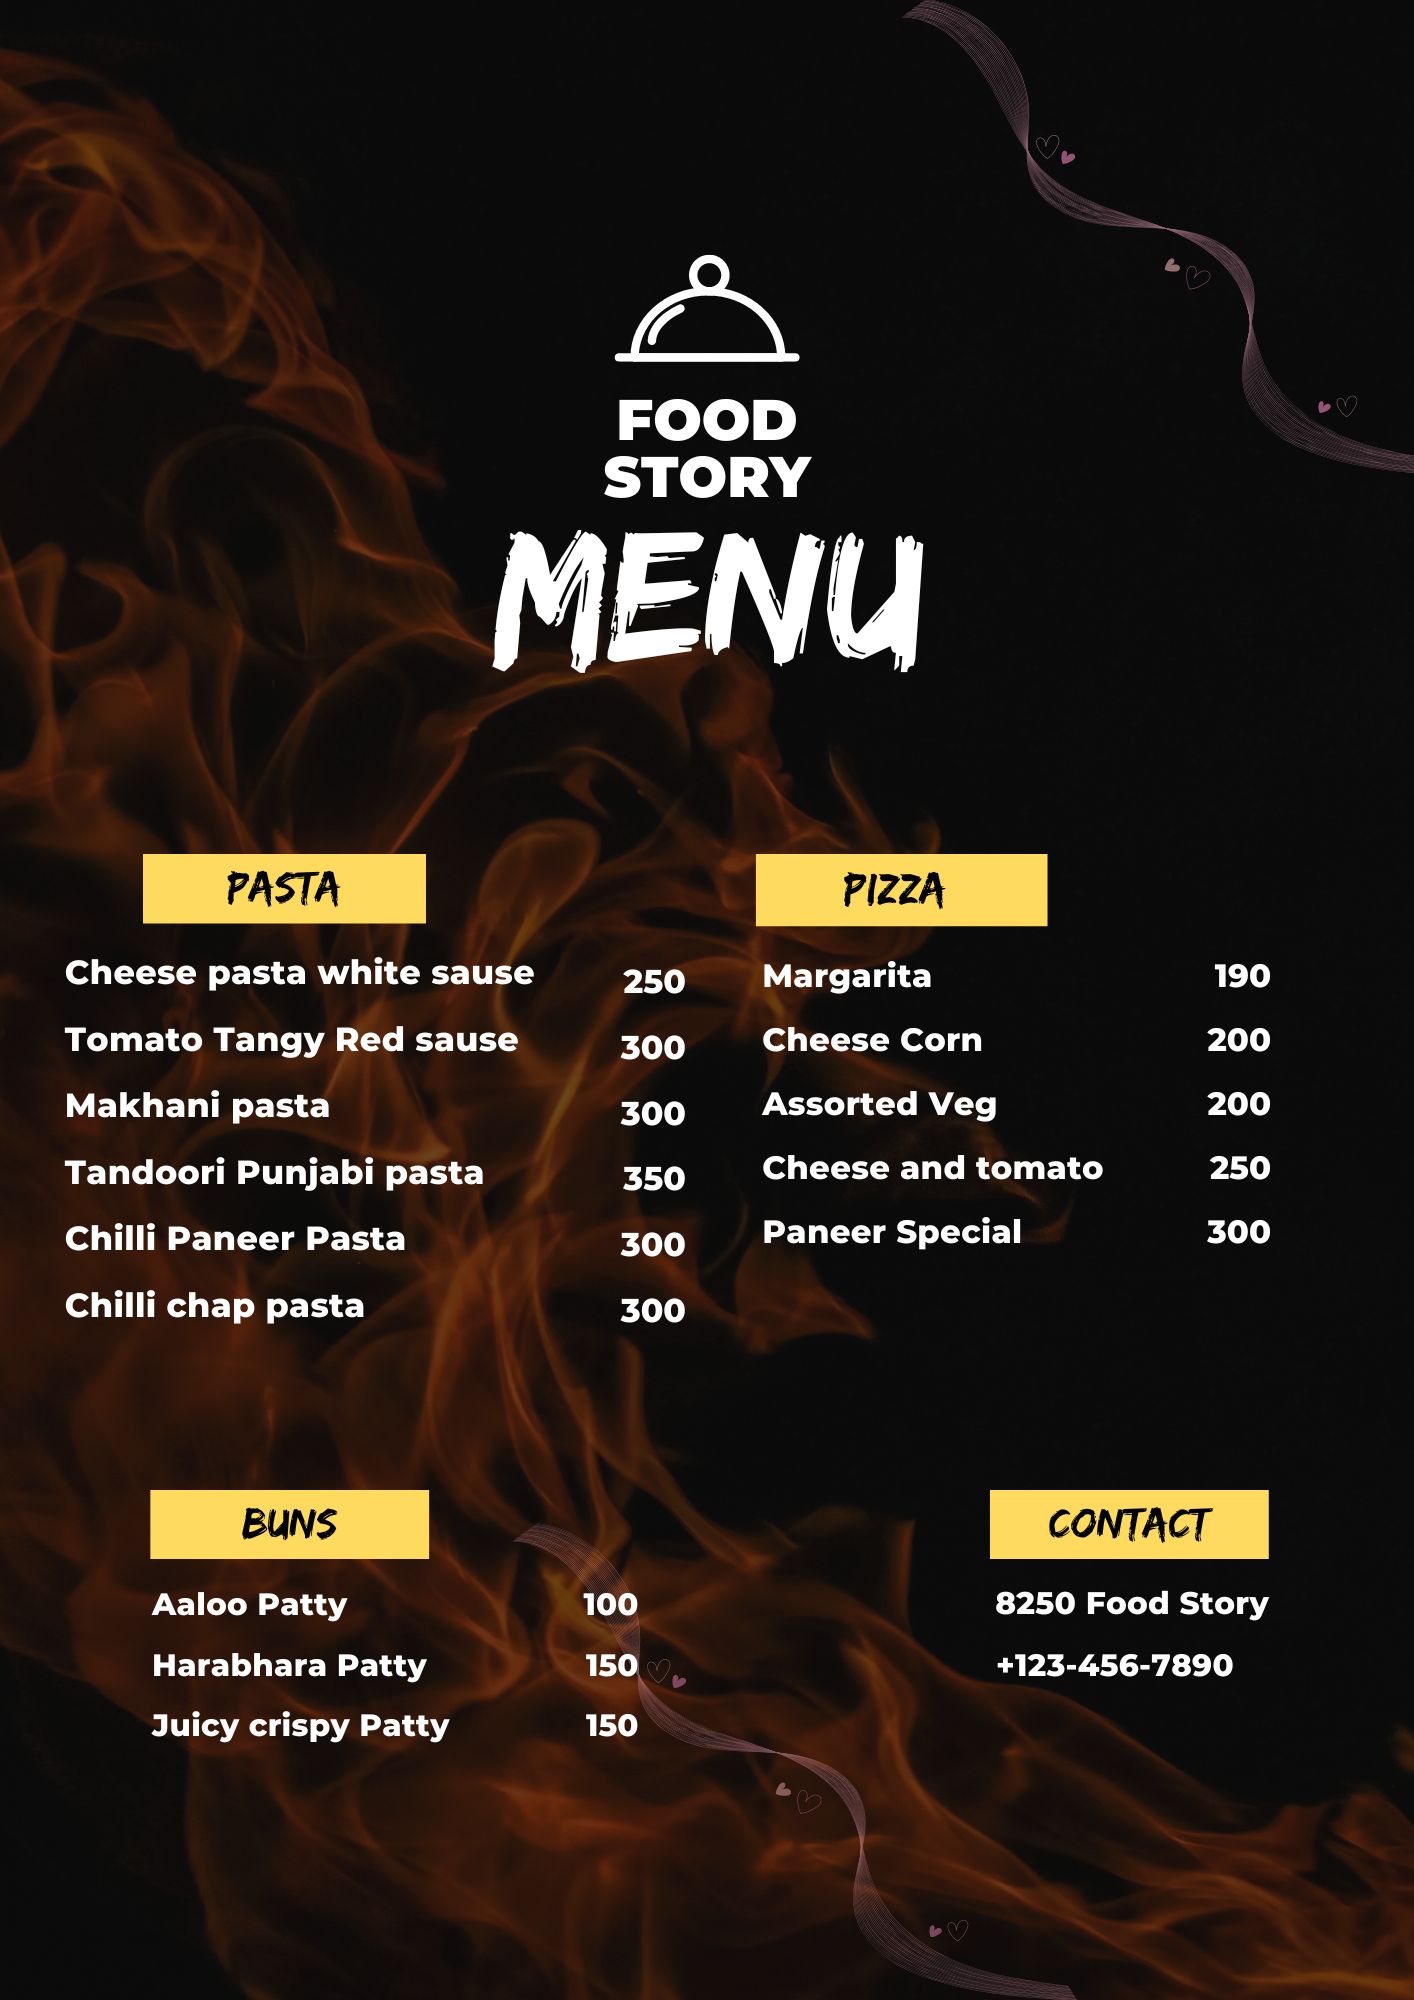 FOOD
STORY
MENU
PASTA
Cheese pasta white sause 250
Tomato Tangy Red sause 300
Makhani pasta 300
Tandoori Punjabi pasta 350
Chilli Paneer Pasta 300
Chilli chap pasta 300
PIZZA
Margarita 190
Cheese Corn 200
Assorted Veg 200
Cheese and tomato 250
Paneer Special 300
BUNS
Aaloo Patty 100
Harabhara Patty 150
Juicy crispy Patty 150
CONTACT
8250 Food Story
+123-456-7890